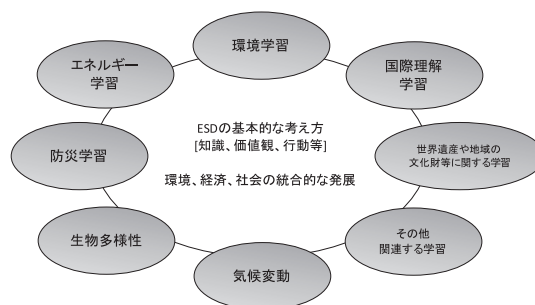 環境学習
エネルギー
学習
国際理解
学習
ESDの基本的な考え方
[知識、価値観、行動等]
環境、経済、社会の統合的な発展
防災学習
世界遺産や地域の
文化財等に関する学習
生物多様性
その他
関連する学習
気候変動